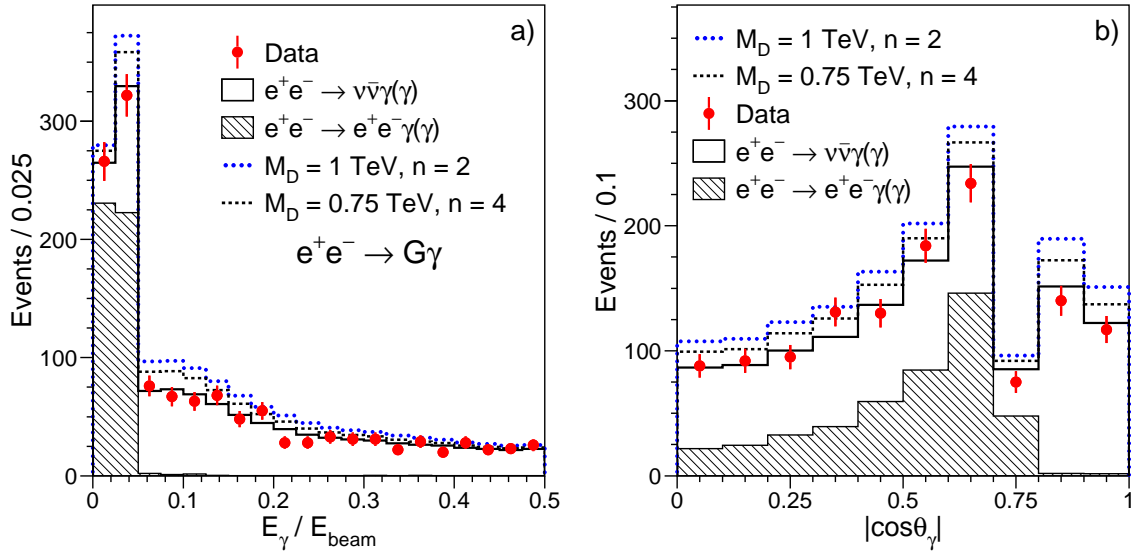 a)
Data
e⁺e⁻ → νν̄γ(γ)
e⁺e⁻ → e⁺e⁻γ(γ)
M_D = 1 TeV, n = 2
M_D = 0.75 TeV, n = 4
e⁺e⁻ → Gγ
Events / 0.025
0
100
200
300
0
0.1
0.2
0.3
0.4
0.5
E_γ / E_beam
b)
M_D = 1 TeV, n = 2
M_D = 0.75 TeV, n = 4
Data
e⁺e⁻ → νν̄γ(γ)
e⁺e⁻ → e⁺e⁻γ(γ)
Events / 0.1
0
100
200
300
0
0.25
0.5
0.75
1
|cosθ_γ|